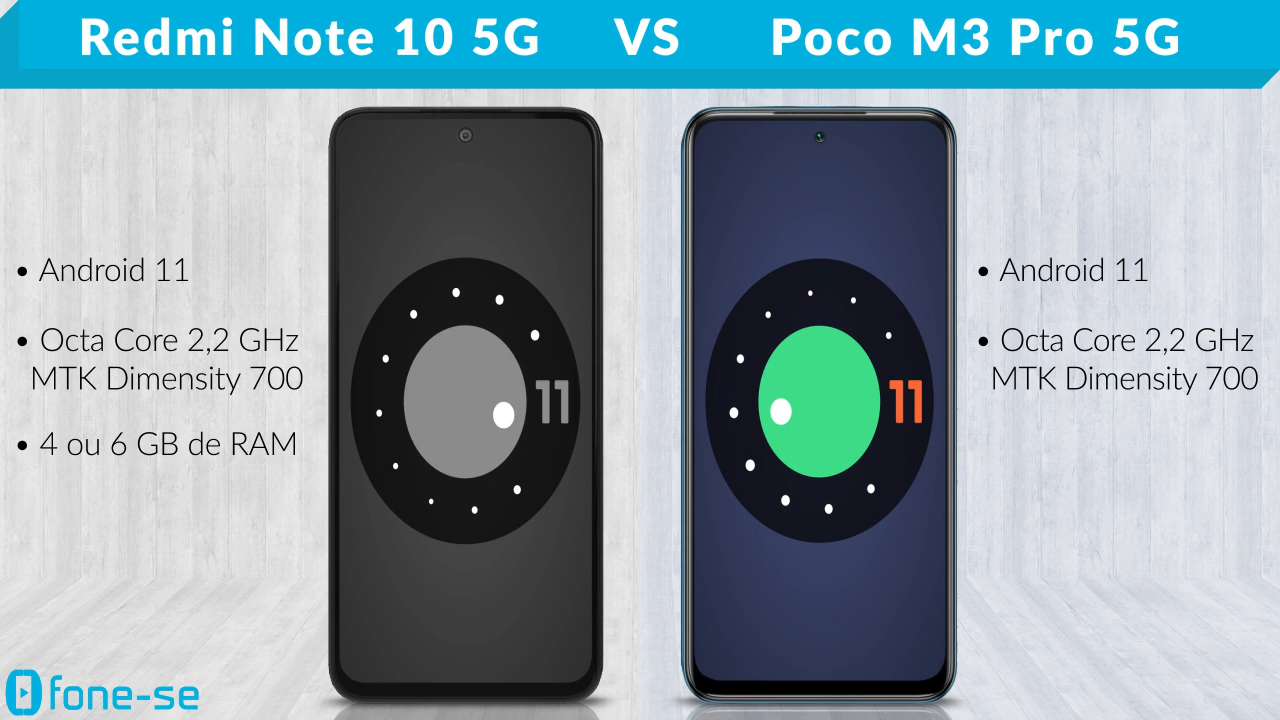 Redmi Note 10 5G VS Poco M3 Pro 5G
• Android 11
• Octa Core 2,2 GHz
MTK Dimensity 700
• 4 ou 6 GB de RAM
11
11
• Android 11
• Octa Core 2,2 GHz
MTK Dimensity 700
fone-se